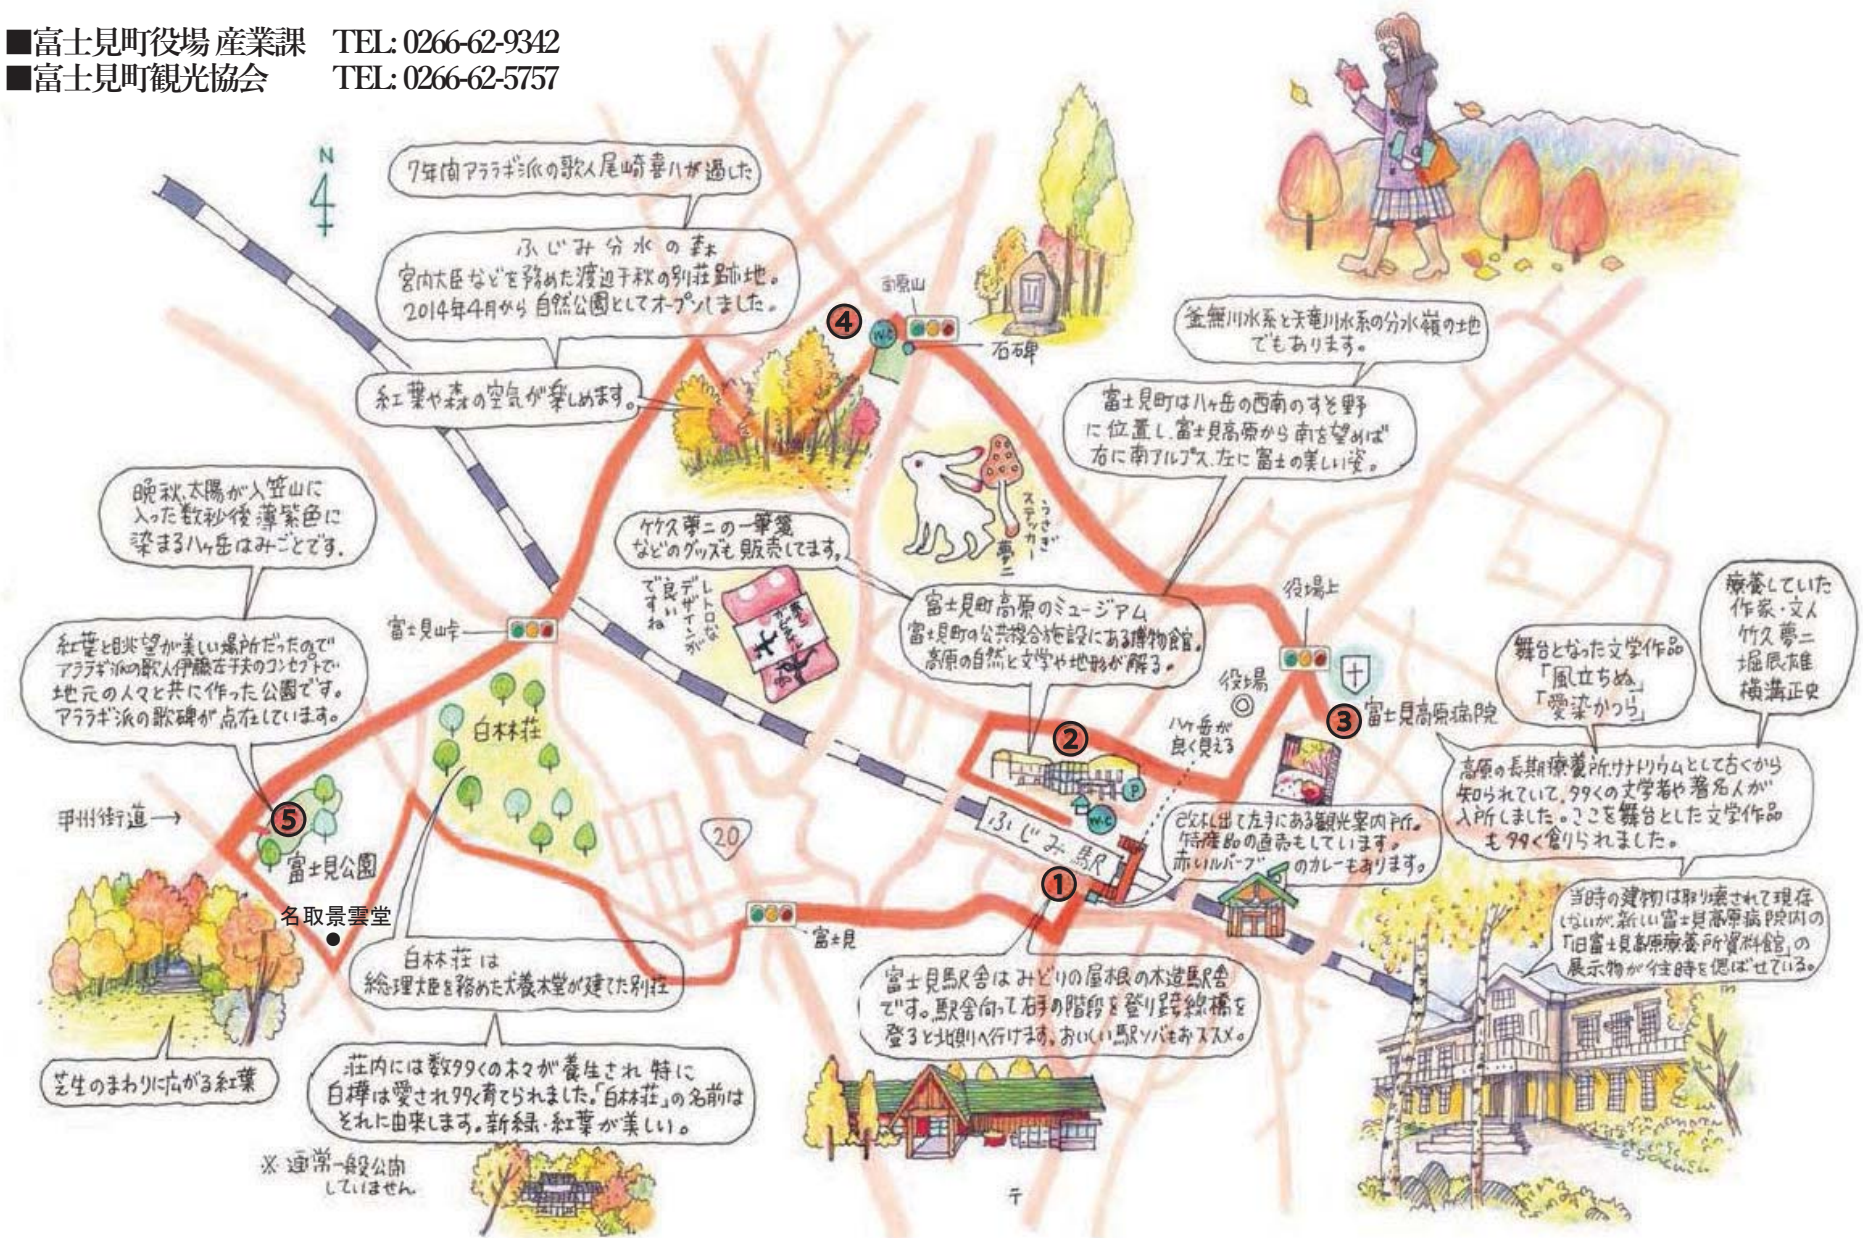 ■富士見町役場 産業課 TEL: 0266-62-9342
■富士見町観光協会 TEL: 0266-62-5757
N
7年間アララギ派の歌人尾崎喜八が過した
ふじみ分水の森
宮内大臣などを務めた渡辺千秋の別荘跡地。
2014年4月から自然公園としてオープンしました。
紅葉や森の空気が楽しめます。
④
W.C
南原山
石碑
釜無川水系と天竜川水系の分水嶺の地
でもあります。
富士見町は八ヶ岳の西南のすそ野
に位置し、富士見高原から南を望めば
右に南アルプス、左に富士の美しい姿。
晩秋、太陽が入笠山に
入った数秒後薄紫色に
染まる八ヶ岳はみごとです。
紅葉と眺望が美しい場所だったので
アララギ派の歌人伊藤左千夫のコンセプトで
地元の人々と共に作った公園です。
アララギ派の歌碑が点在しています。
富士見峠
竹久夢二の一筆箋
などのグッズも販売してます。
レトロな
デザインが
良い
ですね
うさぎ
ステッカー
夢二
富士見町高原のミュージアム
富士見町の公共複合施設にある博物館。
高原の自然と文学や地形が解る。
役場上
役場
八ヶ岳が
良く見える
②
P
W.C
③
富士見高原病院
舞台となった文学作品
「風立ちぬ」
「愛染かつら」
療養していた
作家・文人
竹久夢二
堀辰雄
横溝正史
高原の長期療養所サナトリウムとして古くから
知られていて、多くの文学者や著名人が
入所しました。ここを舞台とした文学作品
も多く創られました。
当時の建物は取り壊されて現存
しないが、新しい富士見高原病院内の
「旧富士見高原療養所資料館」の
展示物が往時を偲ばせている。
改札出て左手にある観光案内所。
特産品の直売もしています。
赤いルバーブのカレーもあります。
ふじみ駅
①
白林荘
甲州街道→
⑤
富士見公園
名取景雲堂
20
富士見
白林荘は
総理大臣を務めた犬養木堂が建てた別荘
荘内には数多くの木々が養生され特に
白樺は愛され多く育てられました。「白林荘」の名前は
それに由来します。新緑・紅葉が美しい。
※通常一般公開
していません
芝生のまわりに広がる紅葉
富士見駅舎はみどりの屋根の木造駅舎
です。駅舎向って右手の階段を登り跨線橋を
登ると北側へ行けます。おいしい駅ソバもおススメ。
〒